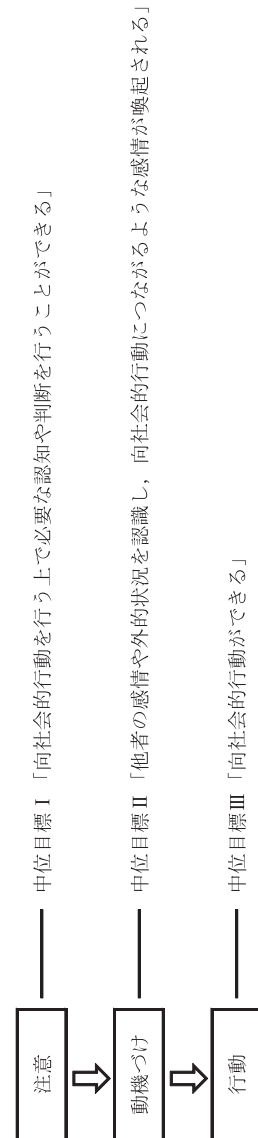 注意 中位目標Ⅰ「向社会的行動を行う上で必要な認知や判断を行うことができる」
動機づけ 中位目標Ⅱ「他者の感情や外的状況を認識し，向社会的行動につながるような感情が喚起される」
行動 中位目標Ⅲ「向社会的行動ができる」